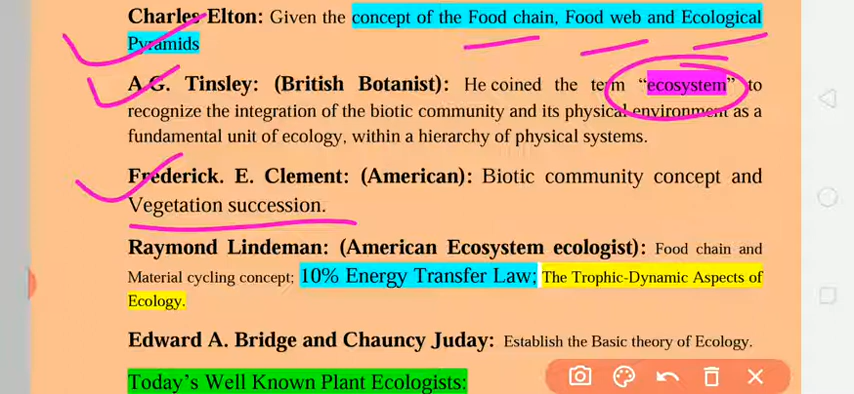 Charles Elton: Given the concept of the Food chain, Food web and Ecological
Pyramids
A.G. Tinsley: (British Botanist): He coined the term “ecosystem” to
recognize the integration of the biotic community and its physical environment as a
fundamental unit of ecology, within a hierarchy of physical systems.
Frederick. E. Clement: (American): Biotic community concept and
Vegetation succession.
Raymond Lindeman: (American Ecosystem ecologist): Food chain and
Material cycling concept; 10% Energy Transfer Law; The Trophic-Dynamic Aspects of
Ecology.
Edward A. Bridge and Chauncy Juday: Establish the Basic theory of Ecology.
Today’s Well Known Plant Ecologists: